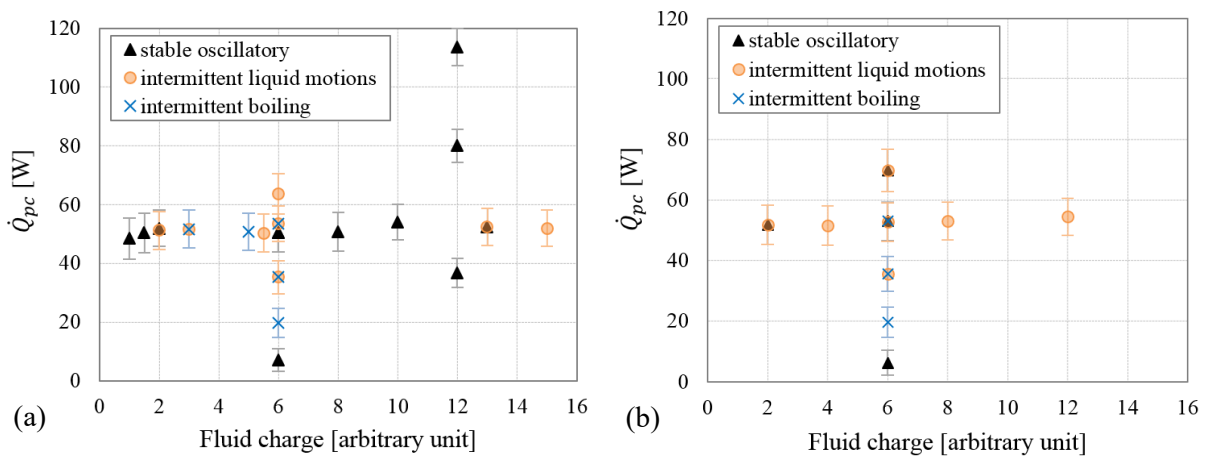 120
100
80
60
40
20
0
Q̇pc [W]
stable oscillatory
intermittent liquid motions
intermittent boiling
0 2 4 6 8 10 12 14 16
Fluid charge [arbitrary unit]
(a)
120
100
80
60
40
20
0
Q̇pc [W]
stable oscillatory
intermittent liquid motions
intermittent boiling
0 2 4 6 8 10 12 14 16
Fluid charge [arbitrary unit]
(b)